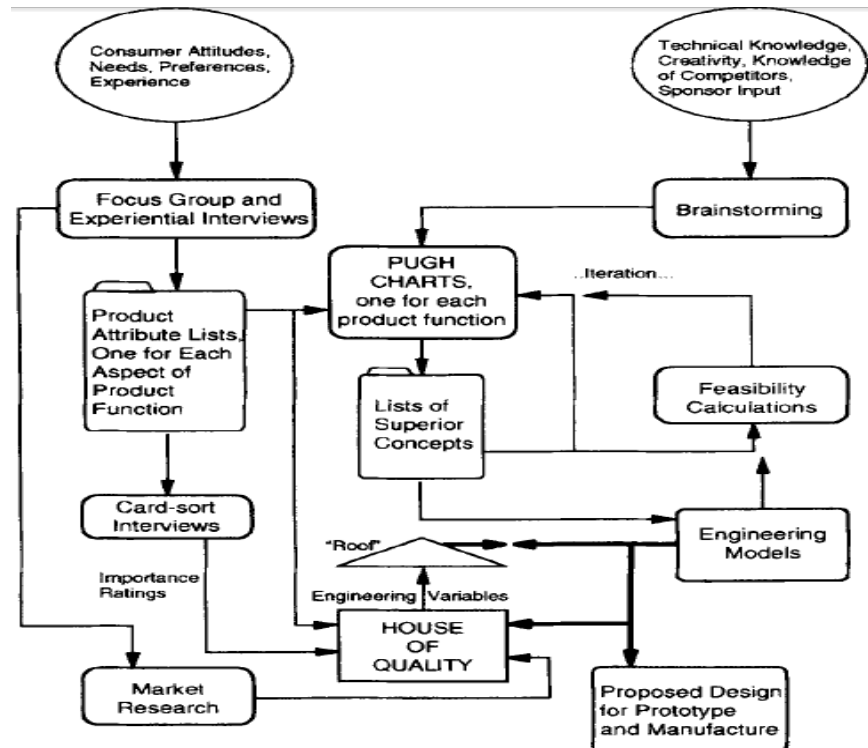 Consumer Attitudes,
Needs, Preferences,
Experience
Technical Knowledge,
Creativity, Knowledge
of Competitors,
Sponsor Input
Focus Group and
Experiential Interviews
Brainstorming
PUGH
CHARTS,
one for each
product function
..Iteration...
Product
Attribute Lists,
One for Each
Aspect of
Product
Function
Lists of
Superior
Concepts
Feasibility
Calculations
Card-sort
Interviews
"Roof"
Engineering
Models
Importance
Ratings
Engineering Variables
HOUSE
OF
QUALITY
Market
Research
Proposed Design
for Prototype
and Manufacture